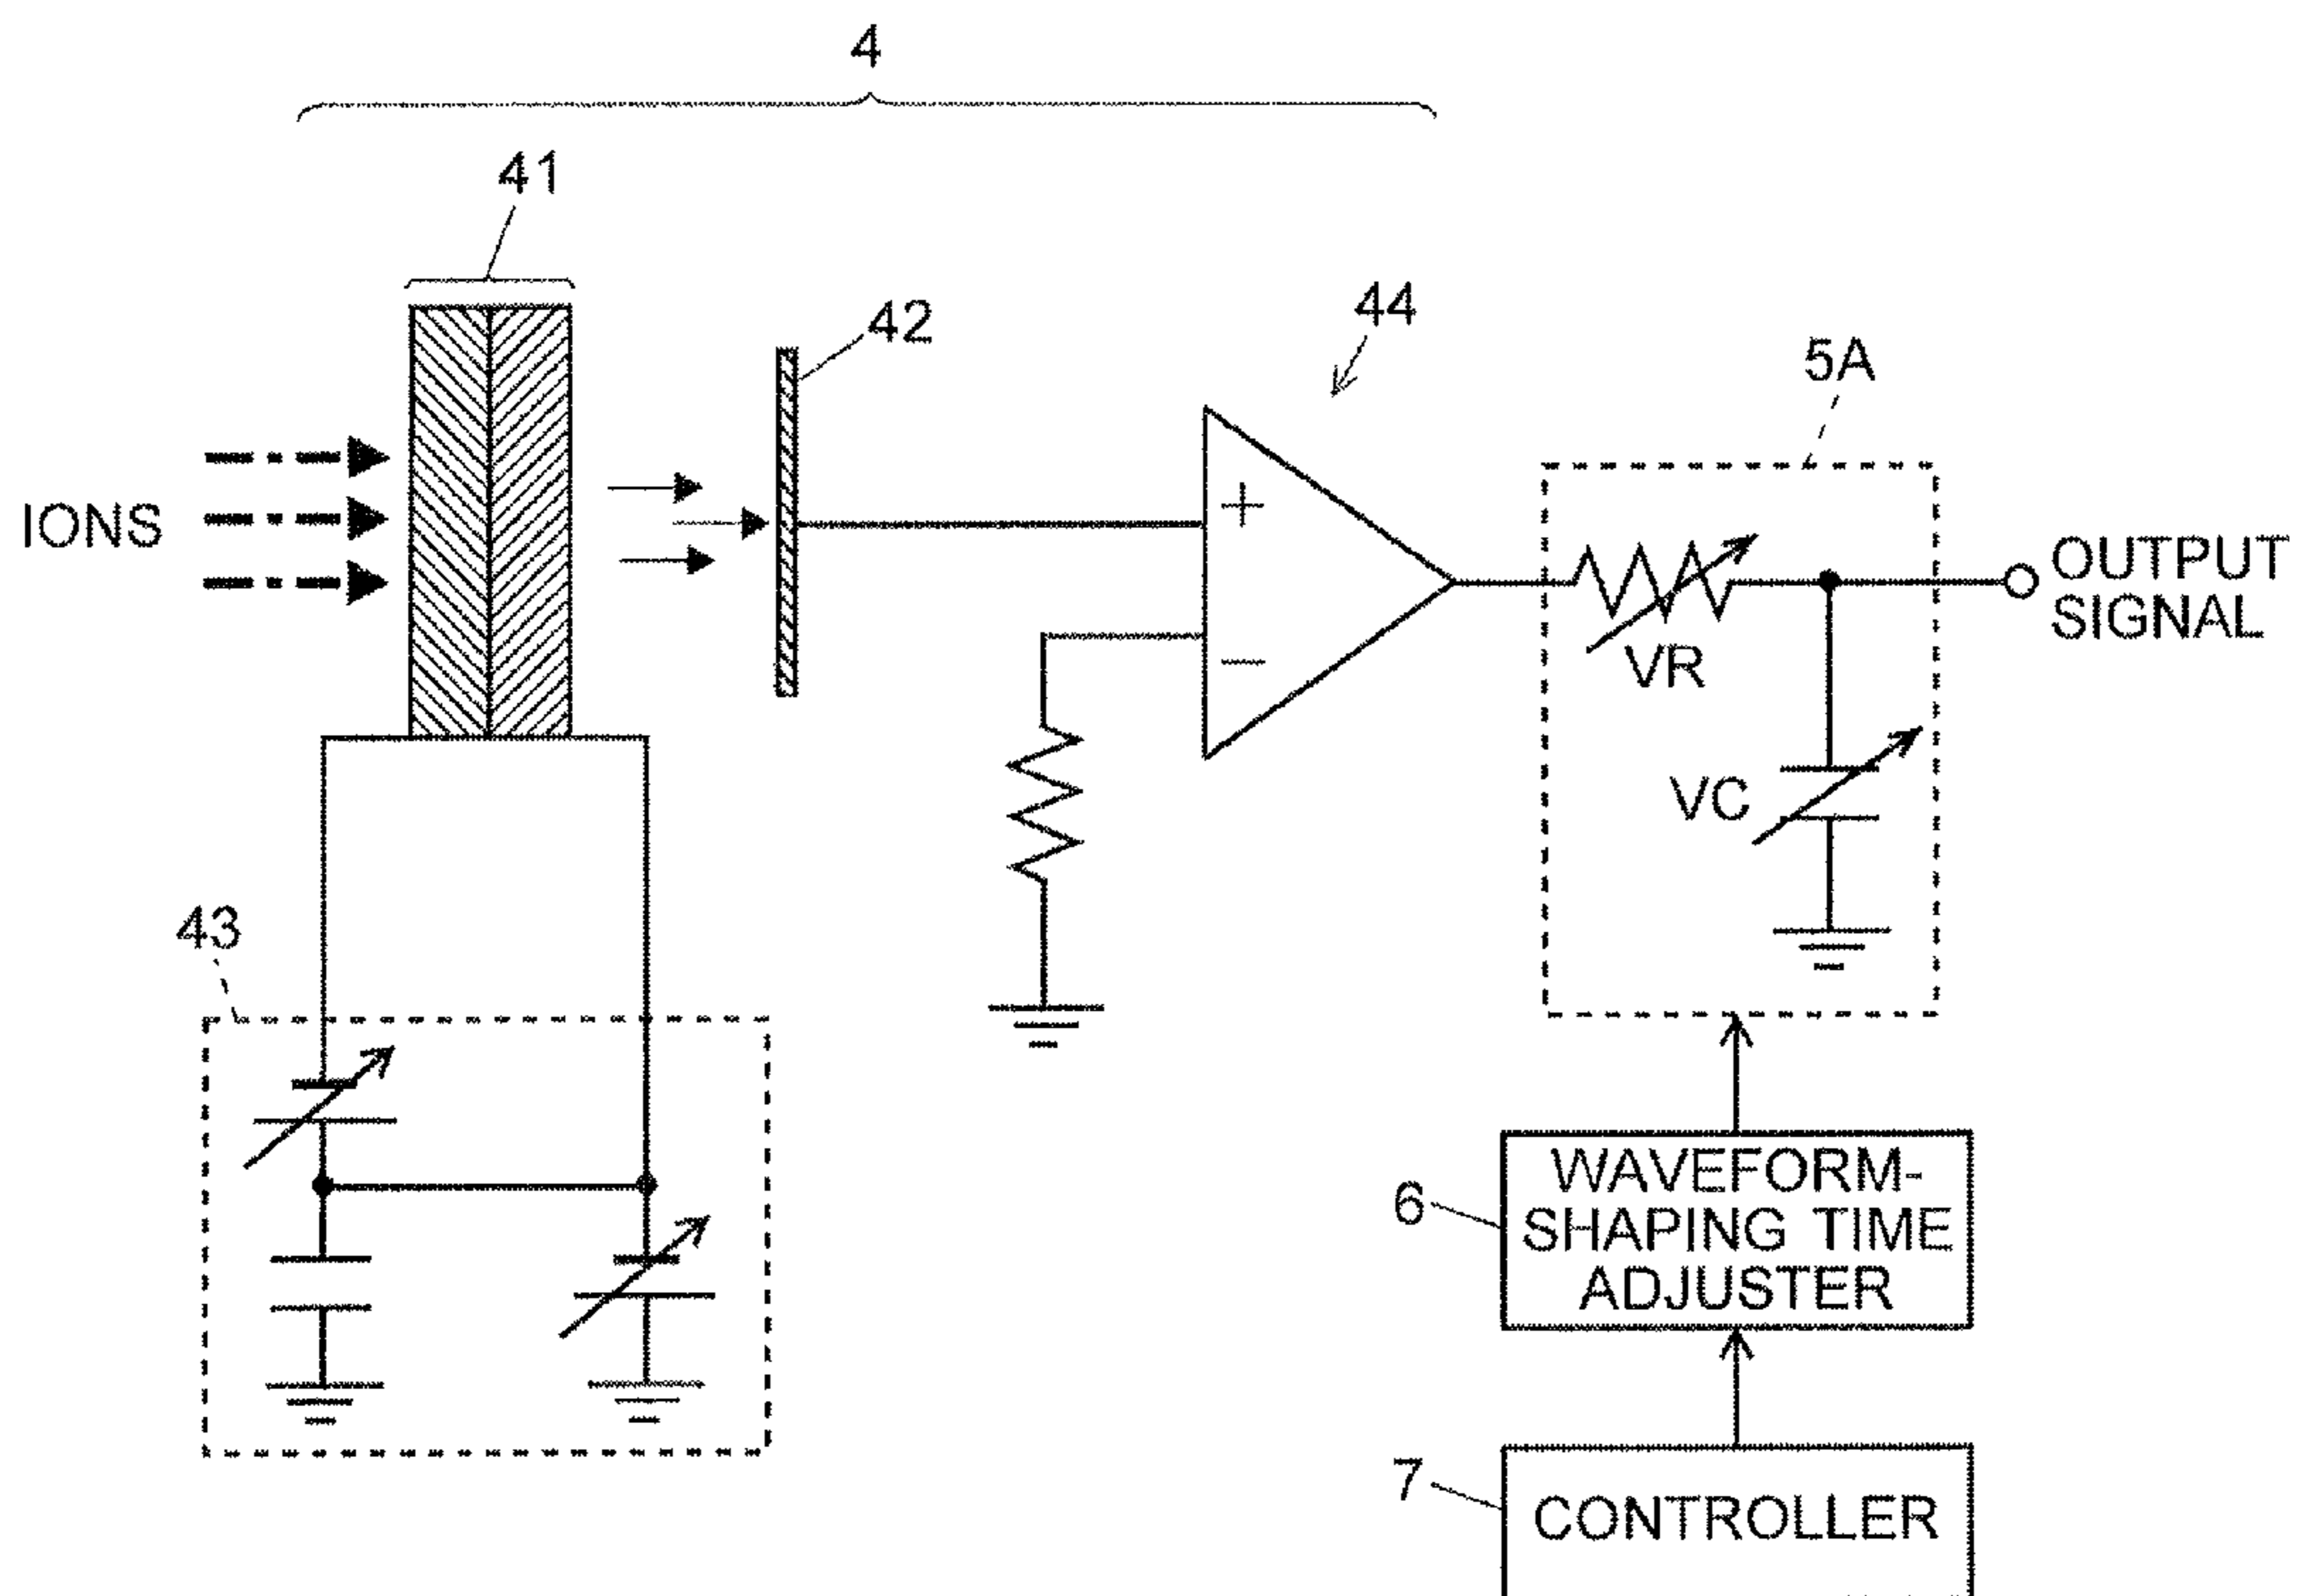 4
41
42
44
5A
IONS
+
−
VR
OUTPUT
SIGNAL
VC
43
6
WAVEFORM-
SHAPING TIME
ADJUSTER
7
CONTROLLER